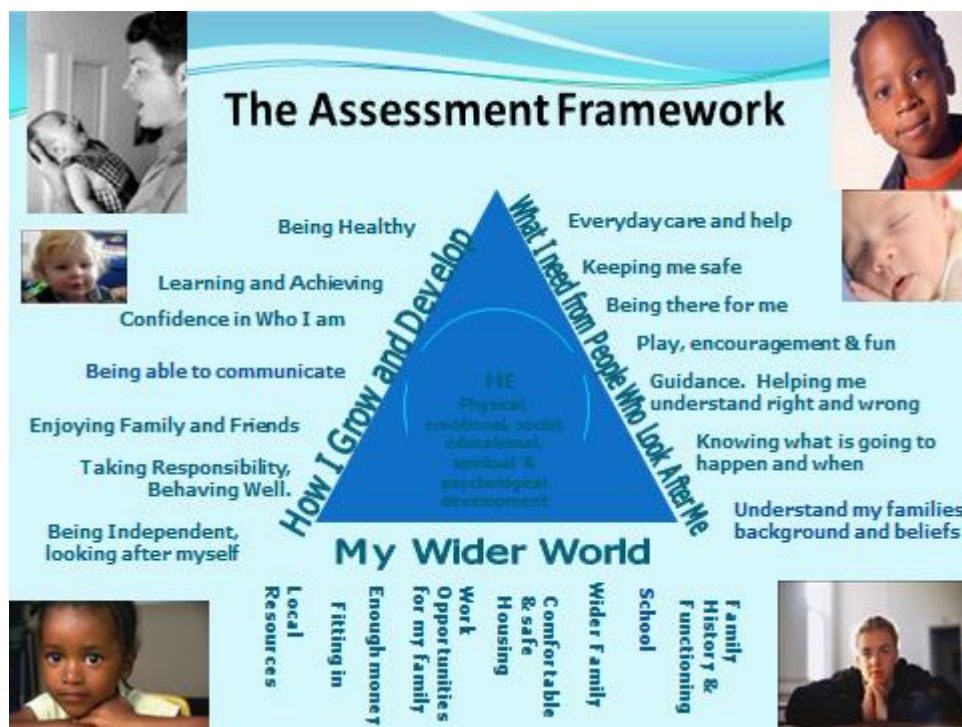 The Assessment Framework
Being Healthy
Learning and Achieving
Confidence in Who I am
Being able to communicate
Enjoying Family and Friends
Taking Responsibility,
Behaving Well.
Being Independent,
looking after myself
How I Grow and Develop
ME
Physical,
emotional, social,
educational,
spiritual &
psychological
development
What I need from People Who Look After Me
Everyday care and help
Keeping me safe
Being there for me
Play, encouragement & fun
Guidance. Helping me
understand right and wrong
Knowing what is going to
happen and when
Understand my families
background and beliefs
My Wider World
Local
Resources
Fitting in
Enough money
Work
Opportunities
for my family
Comfortable
& safe
Housing
Wider Family
School
Family
History &
Functioning